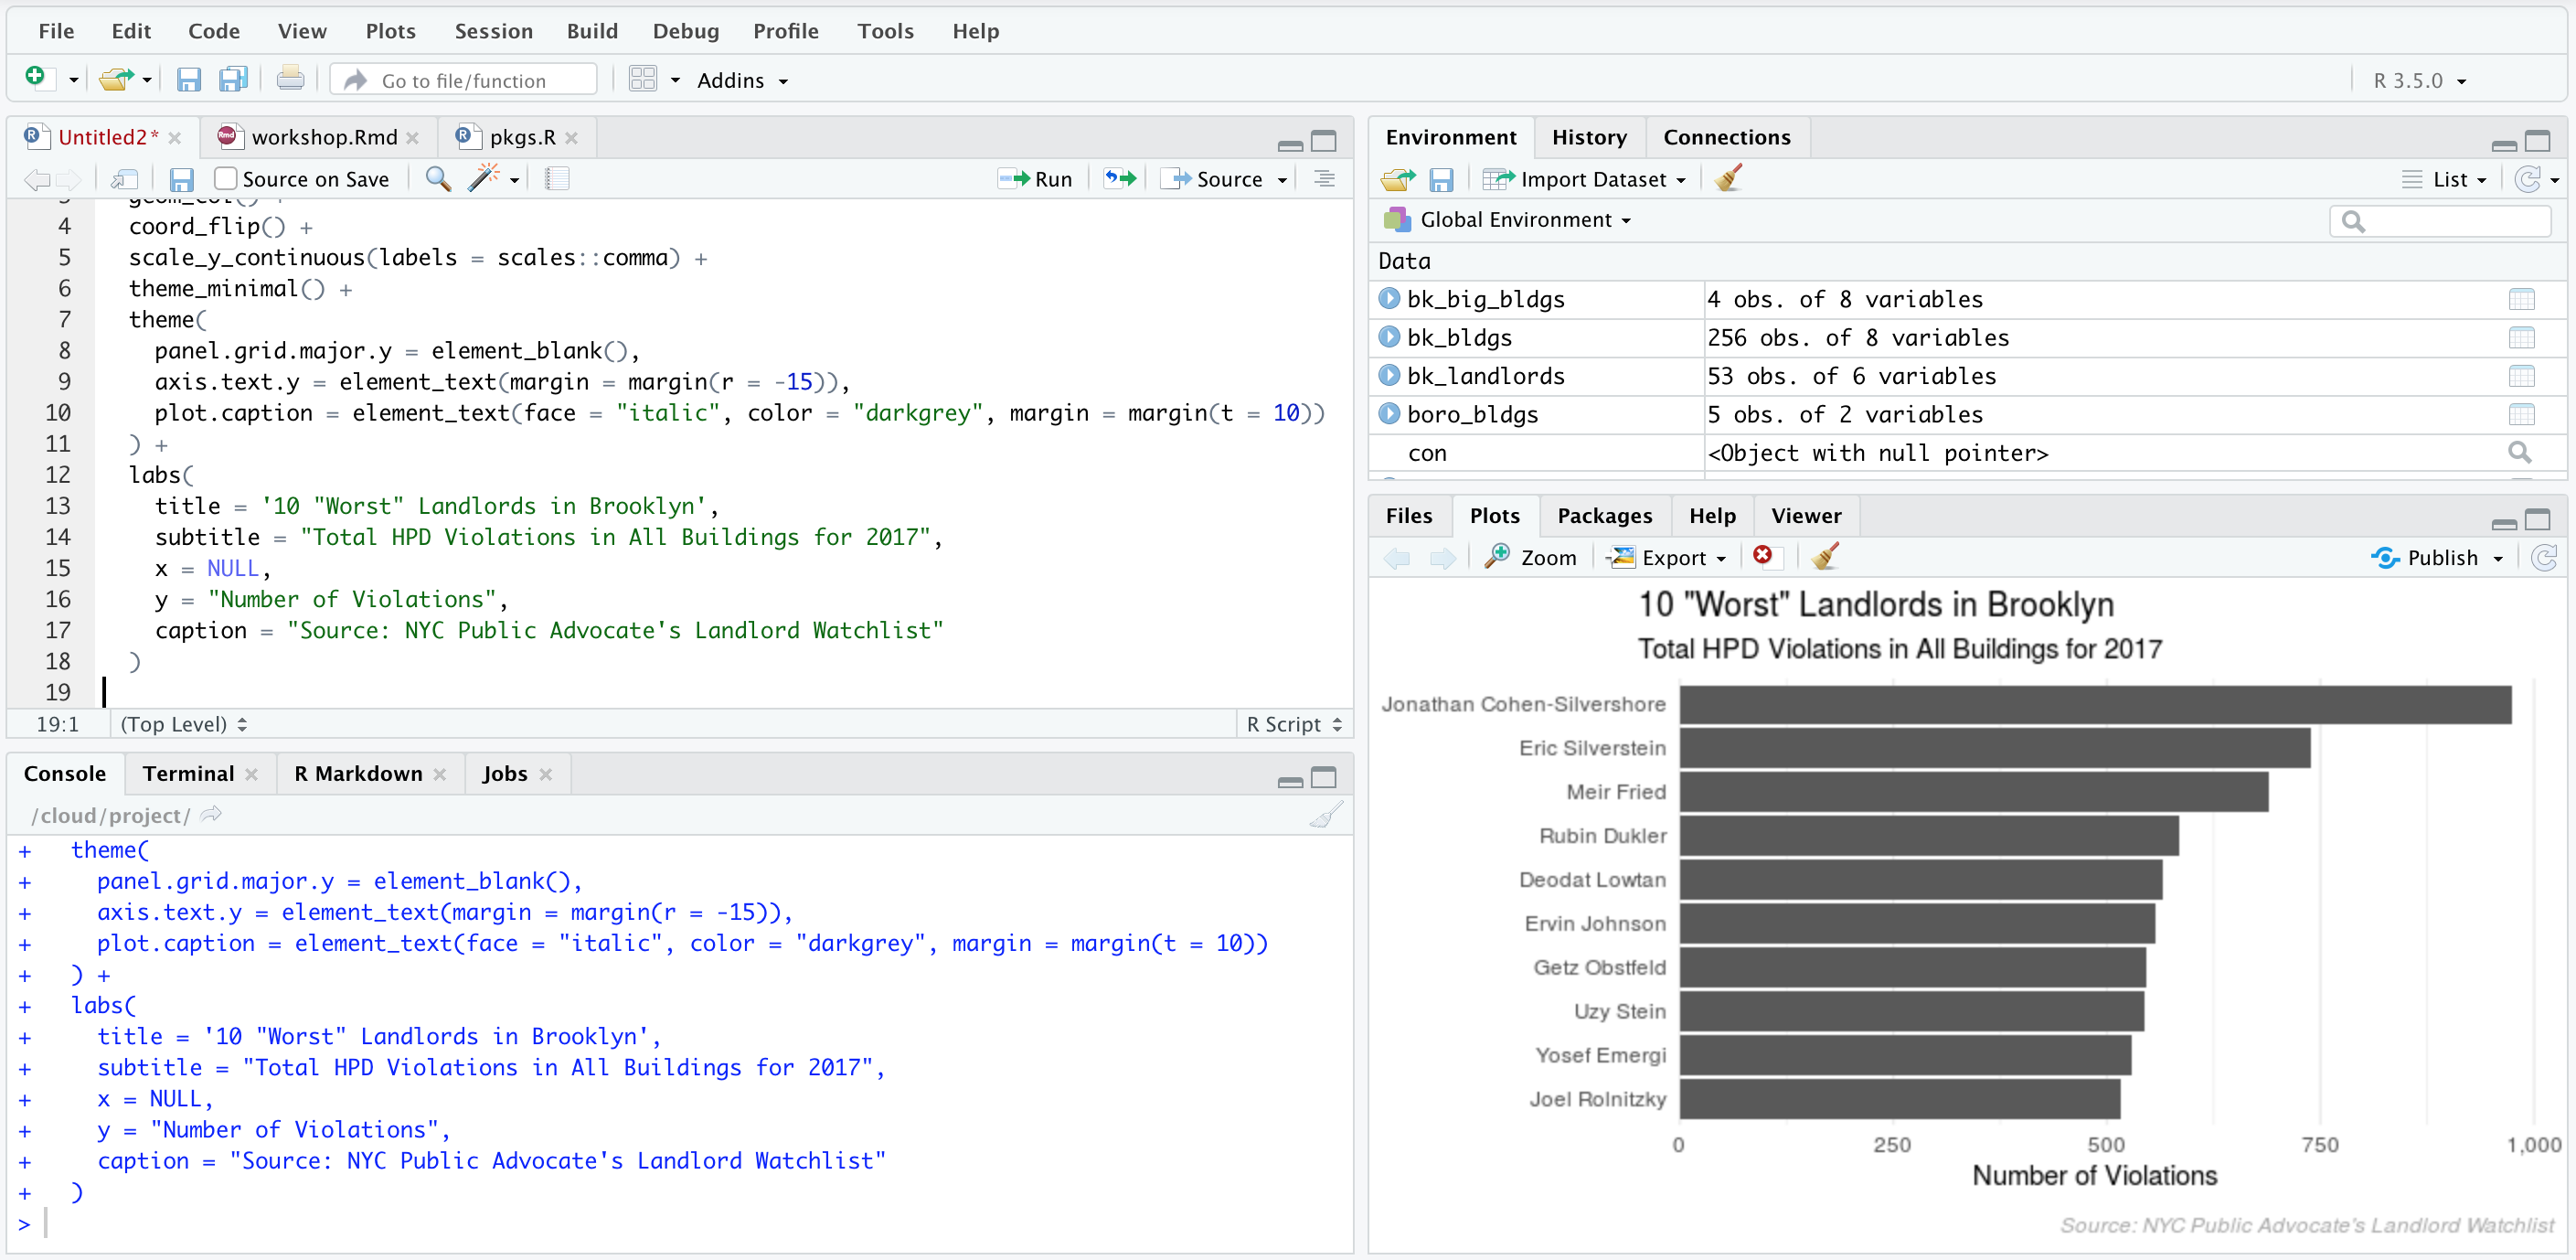 File Edit Code View Plots Session Build Debug Profile Tools Help
Go to file/function Addins R 3.5.0
Untitled2* workshop.Rmd pkgs.R
Source on Save Run Source
4 coord_flip() +
5 scale_y_continuous(labels = scales::comma) +
6 theme_minimal() +
7 theme(
8 panel.grid.major.y = element_blank(),
9 axis.text.y = element_text(margin = margin(r = -15)),
10 plot.caption = element_text(face = "italic", color = "darkgrey", margin = margin(t = 10))
11 ) +
12 labs(
13 title = '10 "Worst" Landlords in Brooklyn',
14 subtitle = "Total HPD Violations in All Buildings for 2017",
15 x = NULL,
16 y = "Number of Violations",
17 caption = "Source: NYC Public Advocate's Landlord Watchlist"
18 )
19
19:1 (Top Level) R Script
Console Terminal R Markdown Jobs
/cloud/project/
+ theme(
+ panel.grid.major.y = element_blank(),
+ axis.text.y = element_text(margin = margin(r = -15)),
+ plot.caption = element_text(face = "italic", color = "darkgrey", margin = margin(t = 10))
+ ) +
+ labs(
+ title = '10 "Worst" Landlords in Brooklyn',
+ subtitle = "Total HPD Violations in All Buildings for 2017",
+ x = NULL,
+ y = "Number of Violations",
+ caption = "Source: NYC Public Advocate's Landlord Watchlist"
+ )
>
Environment History Connections
Import Dataset List
Global Environment
Data
bk_big_bldgs 4 obs. of 8 variables
bk_bldgs 256 obs. of 8 variables
bk_landlords 53 obs. of 6 variables
boro_bldgs 5 obs. of 2 variables
con <Object with null pointer>
Files Plots Packages Help Viewer
Zoom Export Publish
10 "Worst" Landlords in Brooklyn
Total HPD Violations in All Buildings for 2017
Jonathan Cohen-Silvershore
Eric Silverstein
Meir Fried
Rubin Dukler
Deodat Lowtan
Ervin Johnson
Getz Obstfeld
Uzy Stein
Yosef Emergi
Joel Rolnitzky
0 250 500 750 1,000
Number of Violations
Source: NYC Public Advocate's Landlord Watchlist